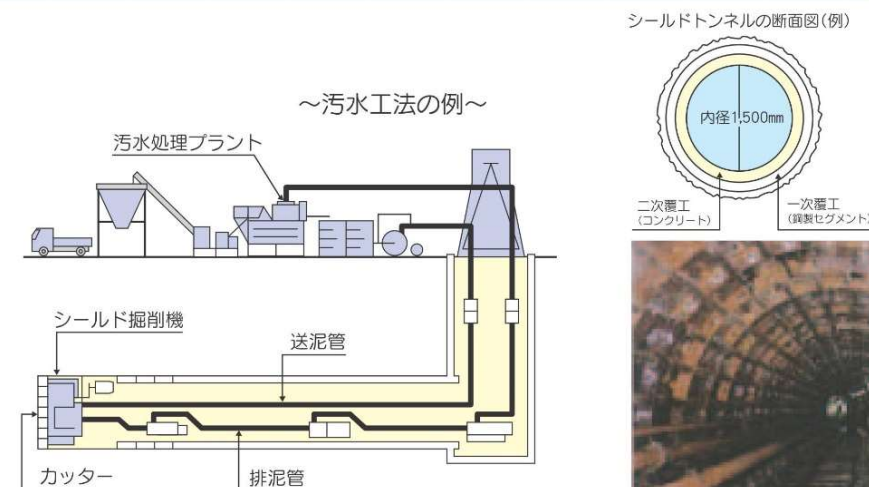 シールドトンネルの断面図(例)
～汚水工法の例～
内径1,500mm
汚水処理プラント
二次覆工
(コンクリート)
一次覆工
(鋼製セグメント)
シールド掘削機
送泥管
カッター
排泥管